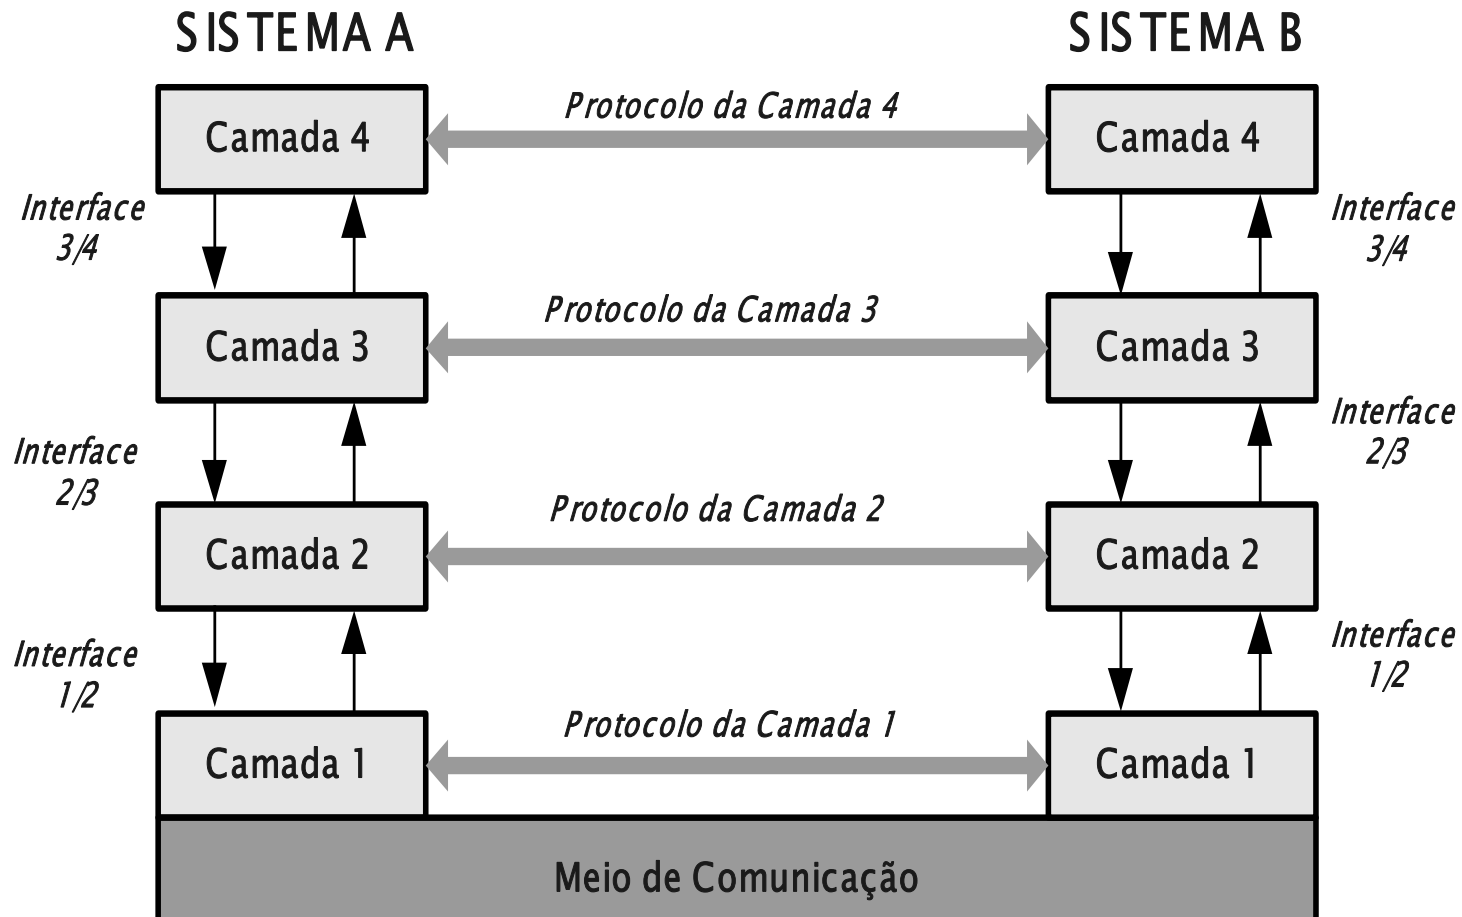 SISTEMA A
SISTEMA B
Camada 4
Protocolo da Camada 4
Camada 4
Interface
3/4
Interface
3/4
Camada 3
Protocolo da Camada 3
Camada 3
Interface
2/3
Interface
2/3
Camada 2
Protocolo da Camada 2
Camada 2
Interface
1/2
Interface
1/2
Camada 1
Protocolo da Camada 1
Camada 1
Meio de Comunicação